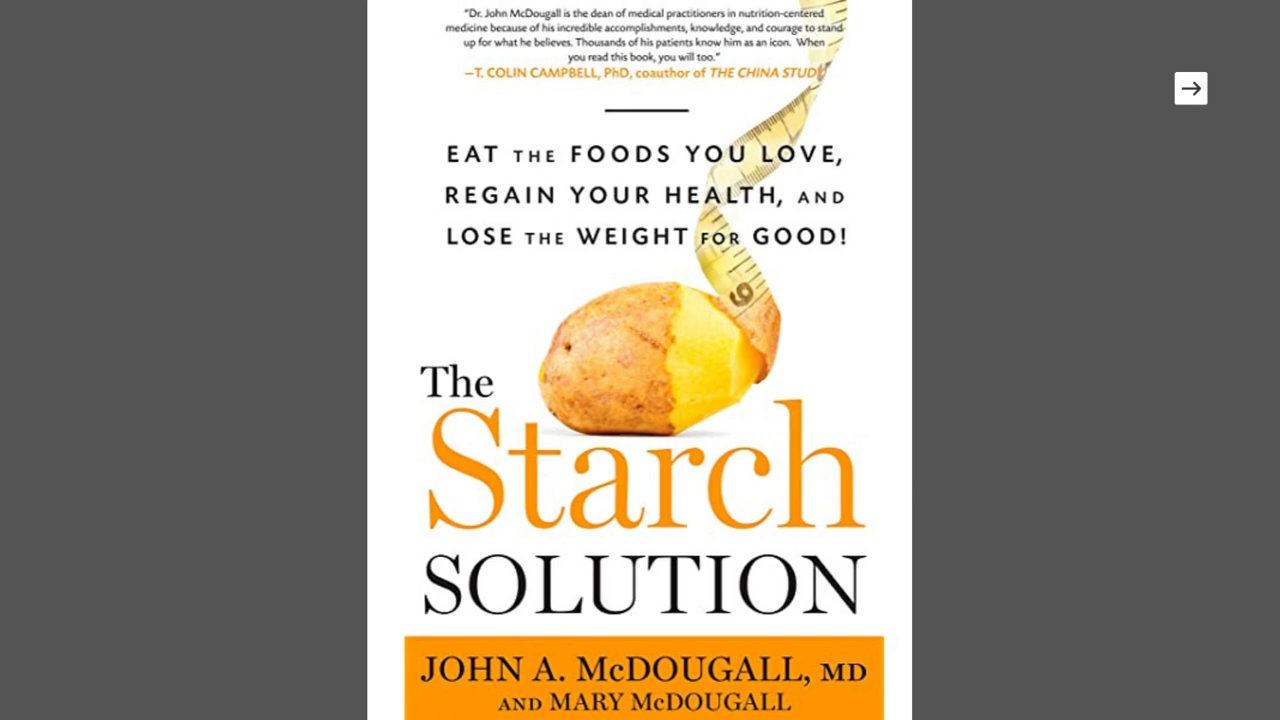 “Dr. John McDougall is the dean of medical practitioners in nutrition-centered
medicine because of his incredible accomplishments, knowledge, and courage to stand
up for what he believes. Thousands of his patients know him as an icon. When
you read this book, you will too.”
—T. COLIN CAMPBELL, PhD, coauthor of THE CHINA STUDY
EAT THE FOODS YOU LOVE,
REGAIN YOUR HEALTH, AND
LOSE THE WEIGHT FOR GOOD!
9
The
Starch
SOLUTION
JOHN A. McDOUGALL, MD
AND MARY McDOUGALL